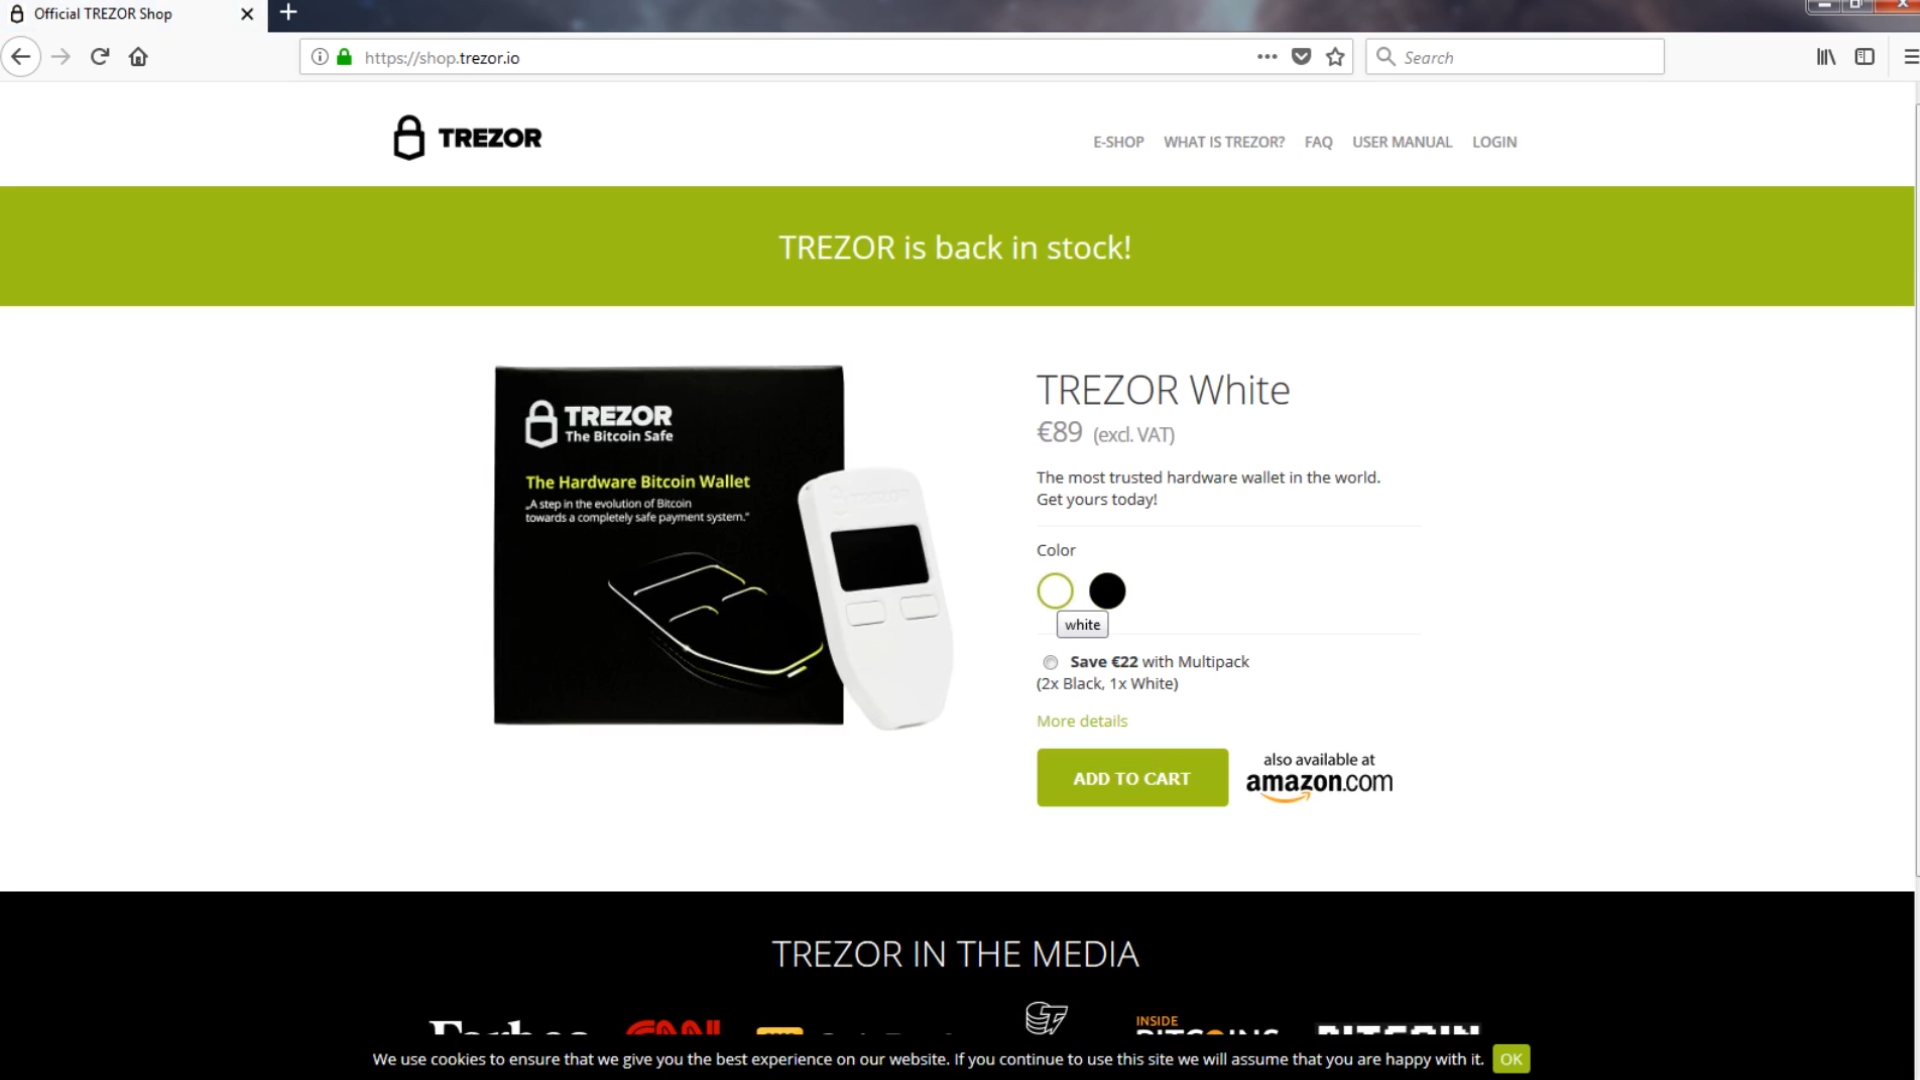 Official TREZOR Shop
https://shop.trezor.io
Search
TREZOR
E-SHOP WHAT IS TREZOR? FAQ USER MANUAL LOGIN
TREZOR is back in stock!
TREZOR
The Bitcoin Safe
The Hardware Bitcoin Wallet
„A step in the evolution of Bitcoin
towards a completely safe payment system."
TREZOR White
€89 (excl. VAT)
The most trusted hardware wallet in the world.
Get yours today!
Color
white
Save €22 with Multipack
(2x Black, 1x White)
More details
ADD TO CART
also available at
amazon.com
TREZOR IN THE MEDIA
Forbes CNN
INSIDE
BITCOINS
BITCOIN
We use cookies to ensure that we give you the best experience on our website. If you continue to use this site we will assume that you are happy with it. OK